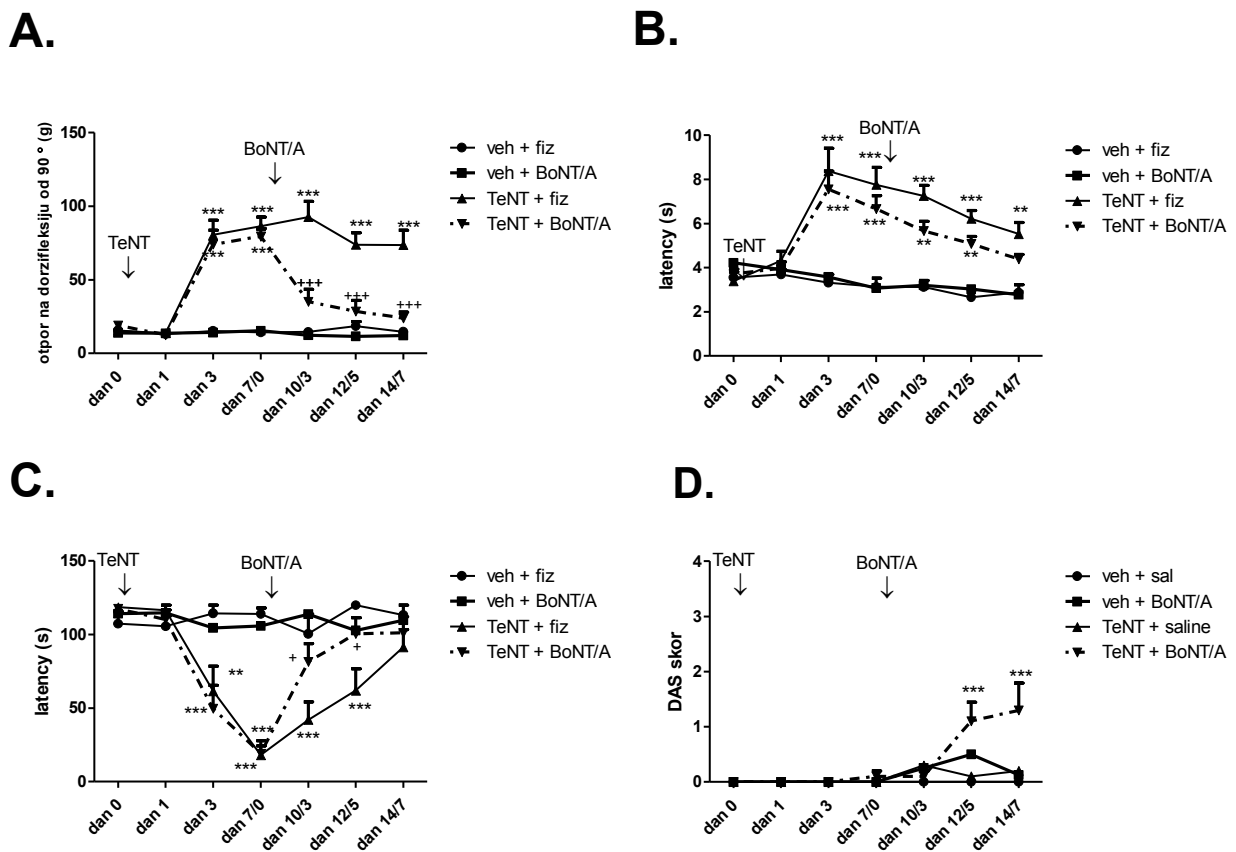 A.
otpor na dorzifleksiju od 90 ° (g)
150
100
50
0
TeNT
BoNT/A
***
***
***
***
***
**
***
+++
+++
+++
dan 0
dan 1
dan 3
dan 7/0
dan 10/3
dan 12/5
dan 14/7
veh + fiz
veh + BoNT/A
TeNT + fiz
TeNT + BoNT/A
B.
latency (s)
10
8
6
4
2
0
TeNT
BoNT/A
***
***
***
***
**
***
***
**
**
dan 0
dan 1
dan 3
dan 7/0
dan 10/3
dan 12/5
dan 14/7
veh + fiz
veh + BoNT/A
TeNT + fiz
TeNT + BoNT/A
C.
latency (s)
150
100
50
0
TeNT
BoNT/A
**
***
***
***
+
+
***
***
dan 0
dan 1
dan 3
dan 7/0
dan 10/3
dan 12/5
dan 14/7
veh + fiz
veh + BoNT/A
TeNT + fiz
TeNT + BoNT/A
D.
DAS skor
4
3
2
1
0
TeNT
BoNT/A
***
***
dan 0
dan 1
dan 3
dan 7/0
dan 10/3
dan 12/5
dan 14/7
veh + sal
veh + BoNT/A
TeNT + saline
TeNT + BoNT/A